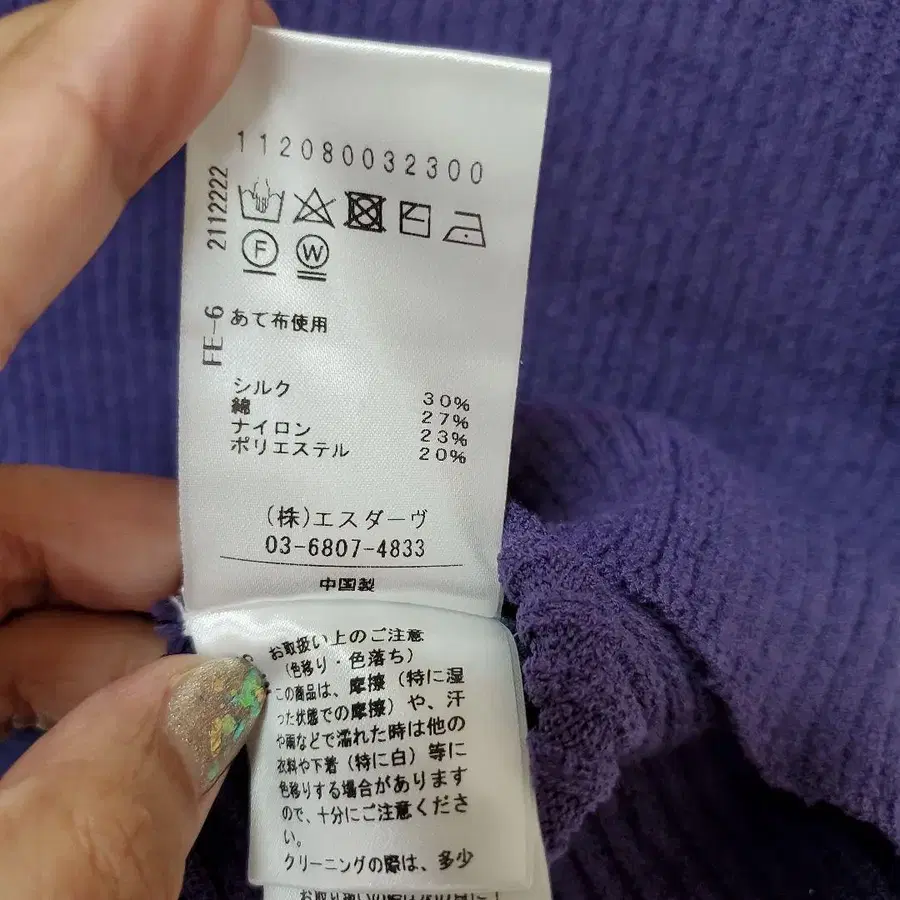 112080032300
2112222
F W
FE-6
あて布使用
シルク 30%
綿 27%
ナイロン 23%
ポリエステル 20%
(株)エスダーヴ
03-6807-4833
中国製
お取扱い上のご注意
(色移り・色落ち)
この商品は、摩擦(特に湿
った状態での摩擦)や、汗
や雨などで濡れた時は他の
衣料や下着(特に白)等に
色移りする場合があります
ので、十分にご注意くださ
い。
クリーニングの際は、多少